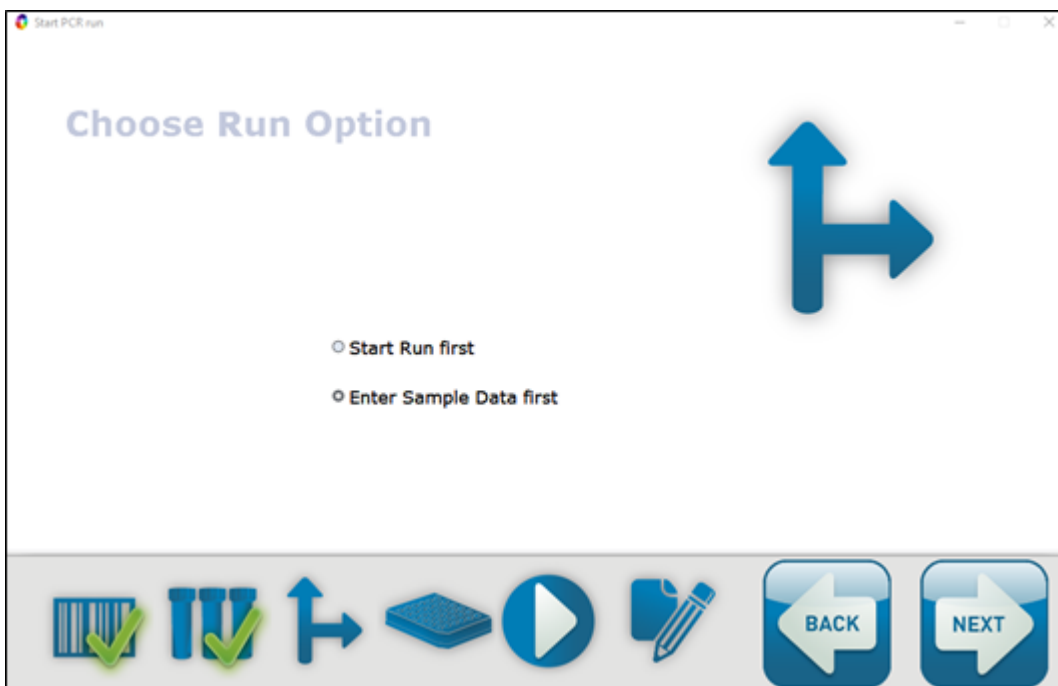 Start PCR run
Choose Run Option
Start Run first
Enter Sample Data first
BACK
NEXT